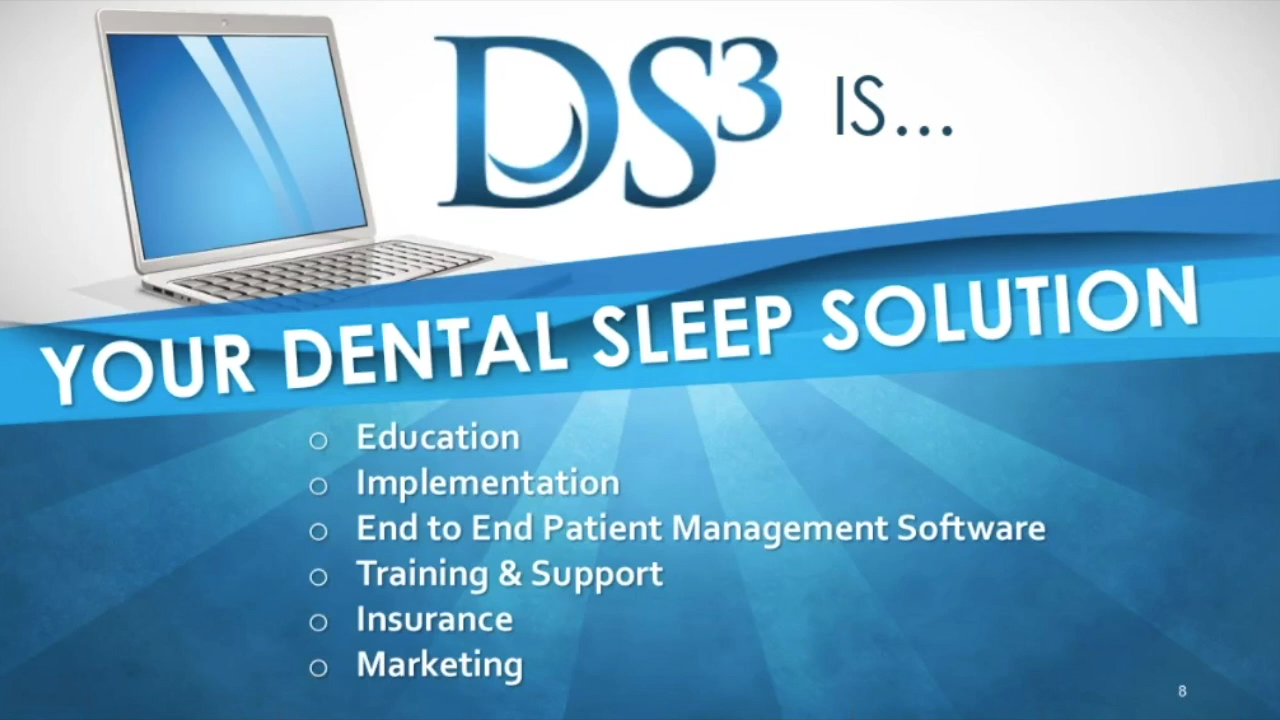 DS³ IS...
YOUR DENTAL SLEEP SOLUTION
o Education
o Implementation
o End to End Patient Management Software
o Training & Support
o Insurance
o Marketing
8